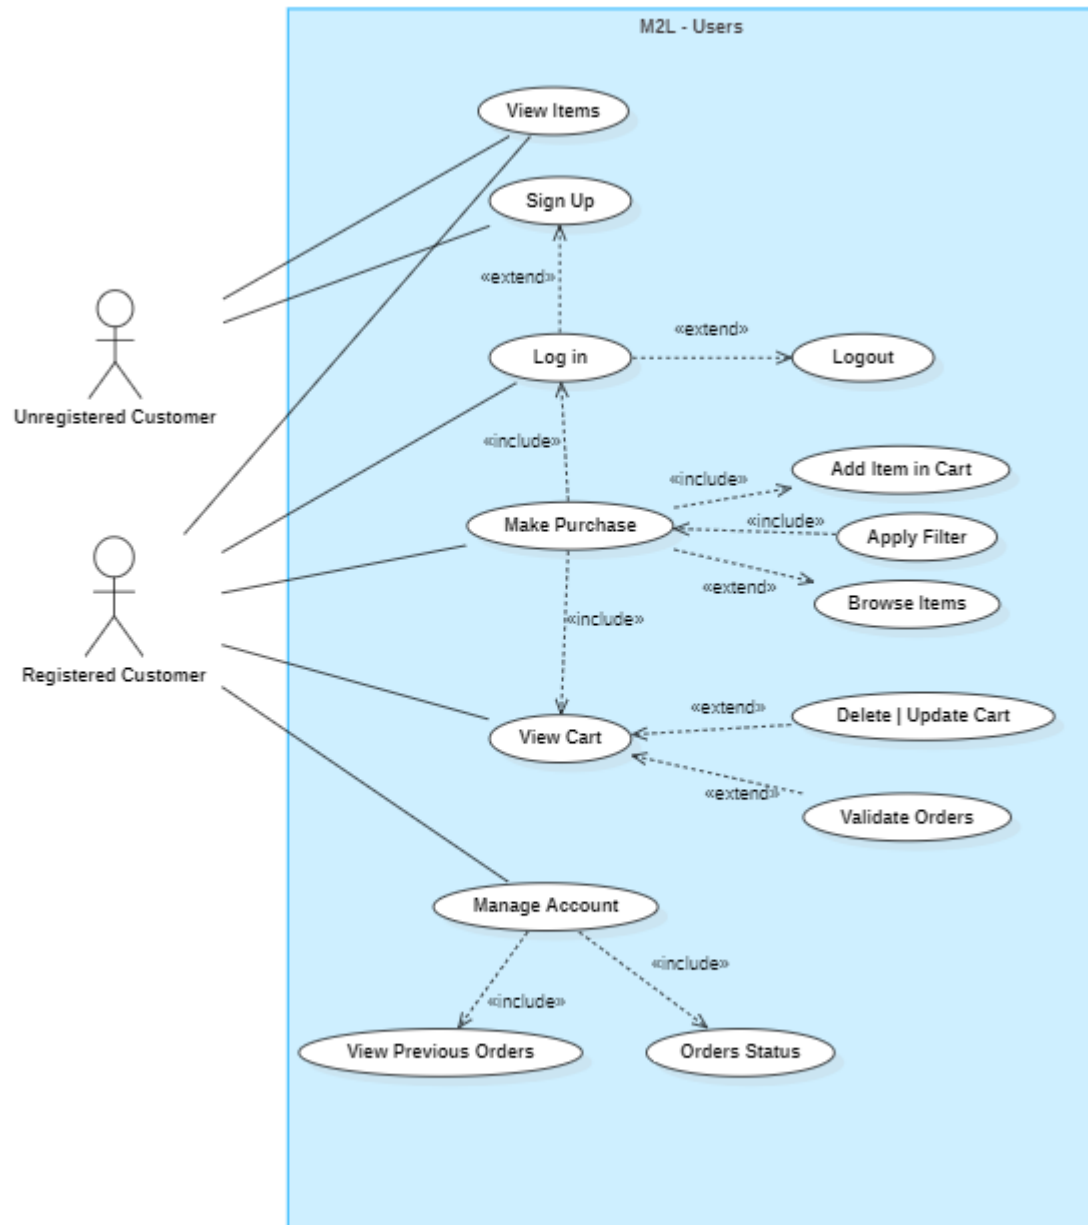 M2L - Users
View Items
Sign Up
«extend»
Log in
«extend»
Logout
Unregistered Customer
«include»
Add Item in Cart
«include»
Make Purchase
«include»
Apply Filter
«extend»
Browse Items
«include»
Registered Customer
«extend»
Delete | Update Cart
View Cart
«extend»
Validate Orders
Manage Account
«include»
«include»
View Previous Orders
Orders Status